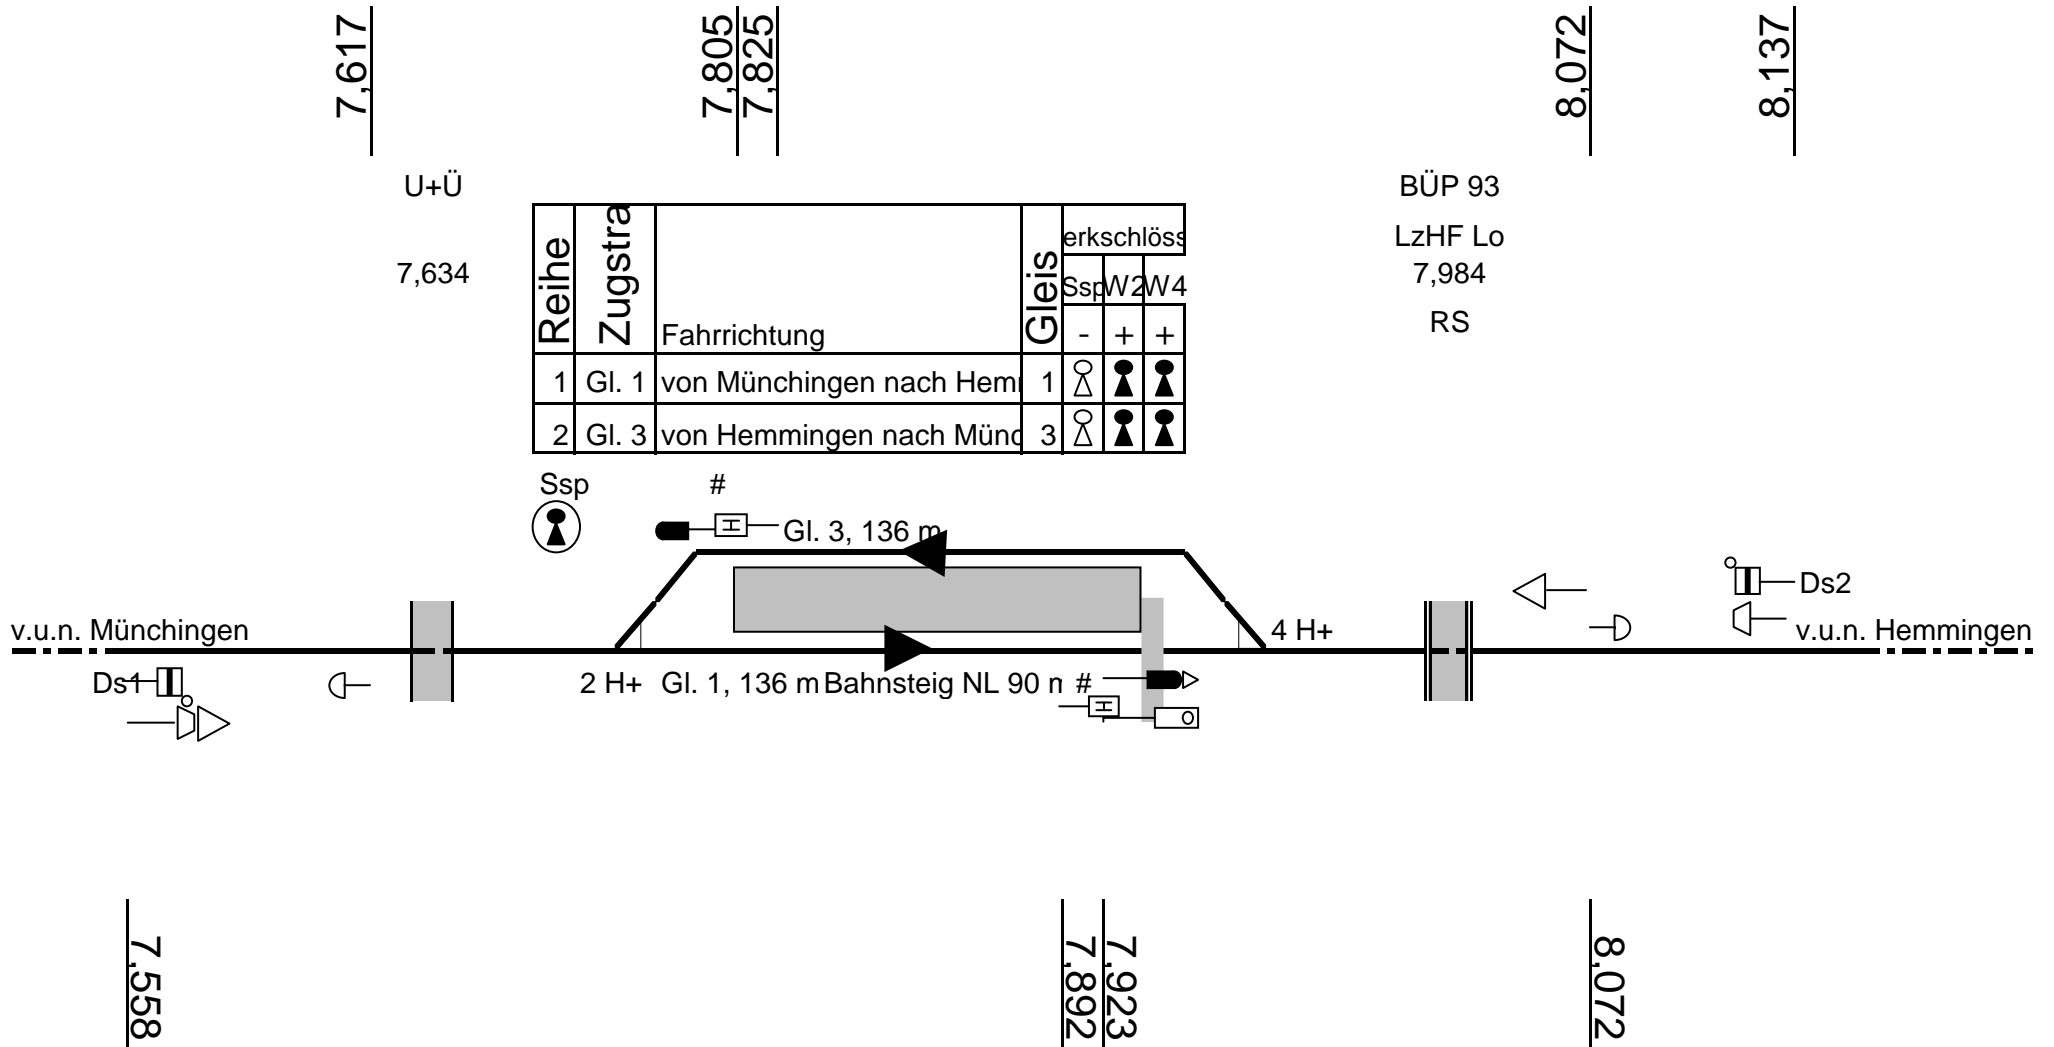 7,617
7,805
7,825
8,072
8,137
U+Ü
7,634
BÜP 93
LzHF Lo
7,984
RS
Reihe Zugstra Fahrrichtung Gleis erkschlöss
Ssp W2 W4
- + +
1 Gl. 1 von Münchingen nach Hem 1
2 Gl. 3 von Hemmingen nach Münc 3
Ssp
#
H
Gl. 3, 136 m
Ds2
v.u.n. Münchingen
4 H+
v.u.n. Hemmingen
Ds1
2 H+ Gl. 1, 136 m Bahnsteig NL 90 #
H
7,558
7,892
7,923
8,072